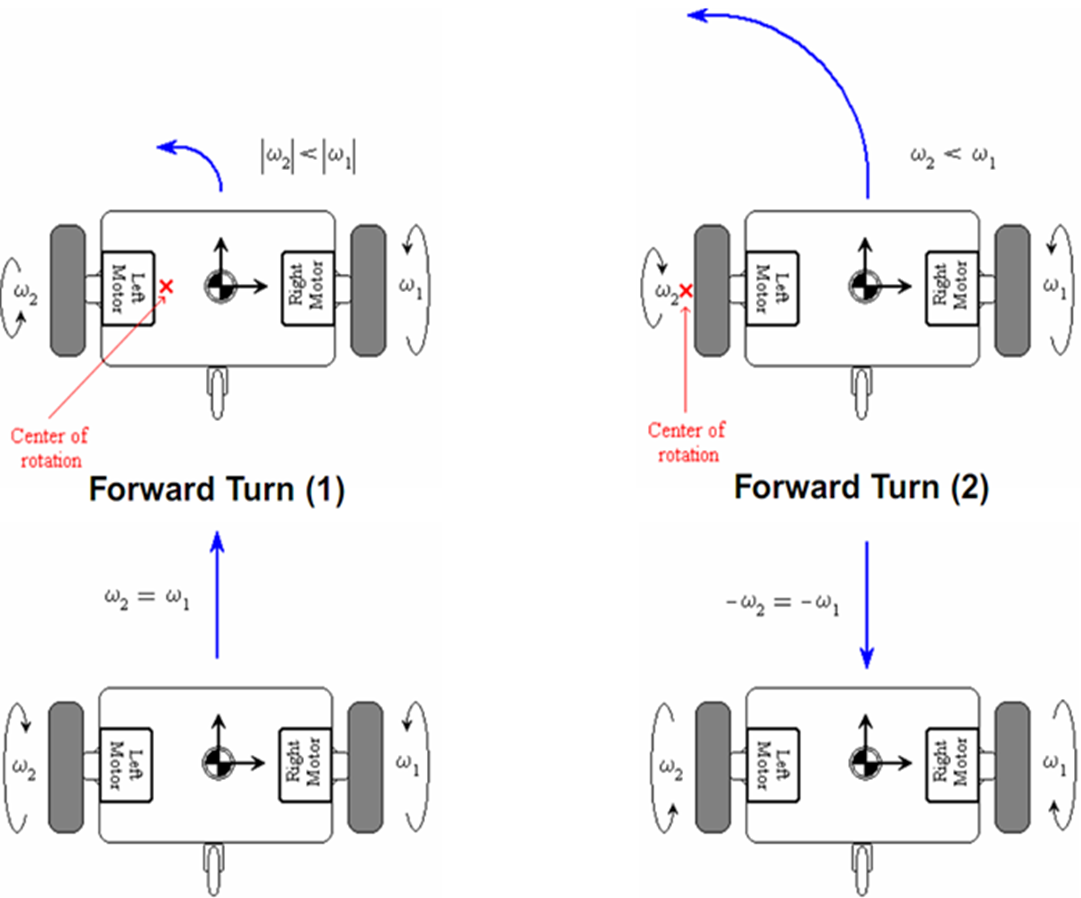 |ω₂| < |ω₁|
ω₂
Left
Motor
Right
Motor
ω₁
Center of
rotation
Forward Turn (1)
ω₂ < ω₁
ω₂
Left
Motor
Right
Motor
ω₁
Center of
rotation
Forward Turn (2)
ω₂ = ω₁
ω₂
Left
Motor
Right
Motor
ω₁
-ω₂ = -ω₁
ω₂
Left
Motor
Right
Motor
ω₁